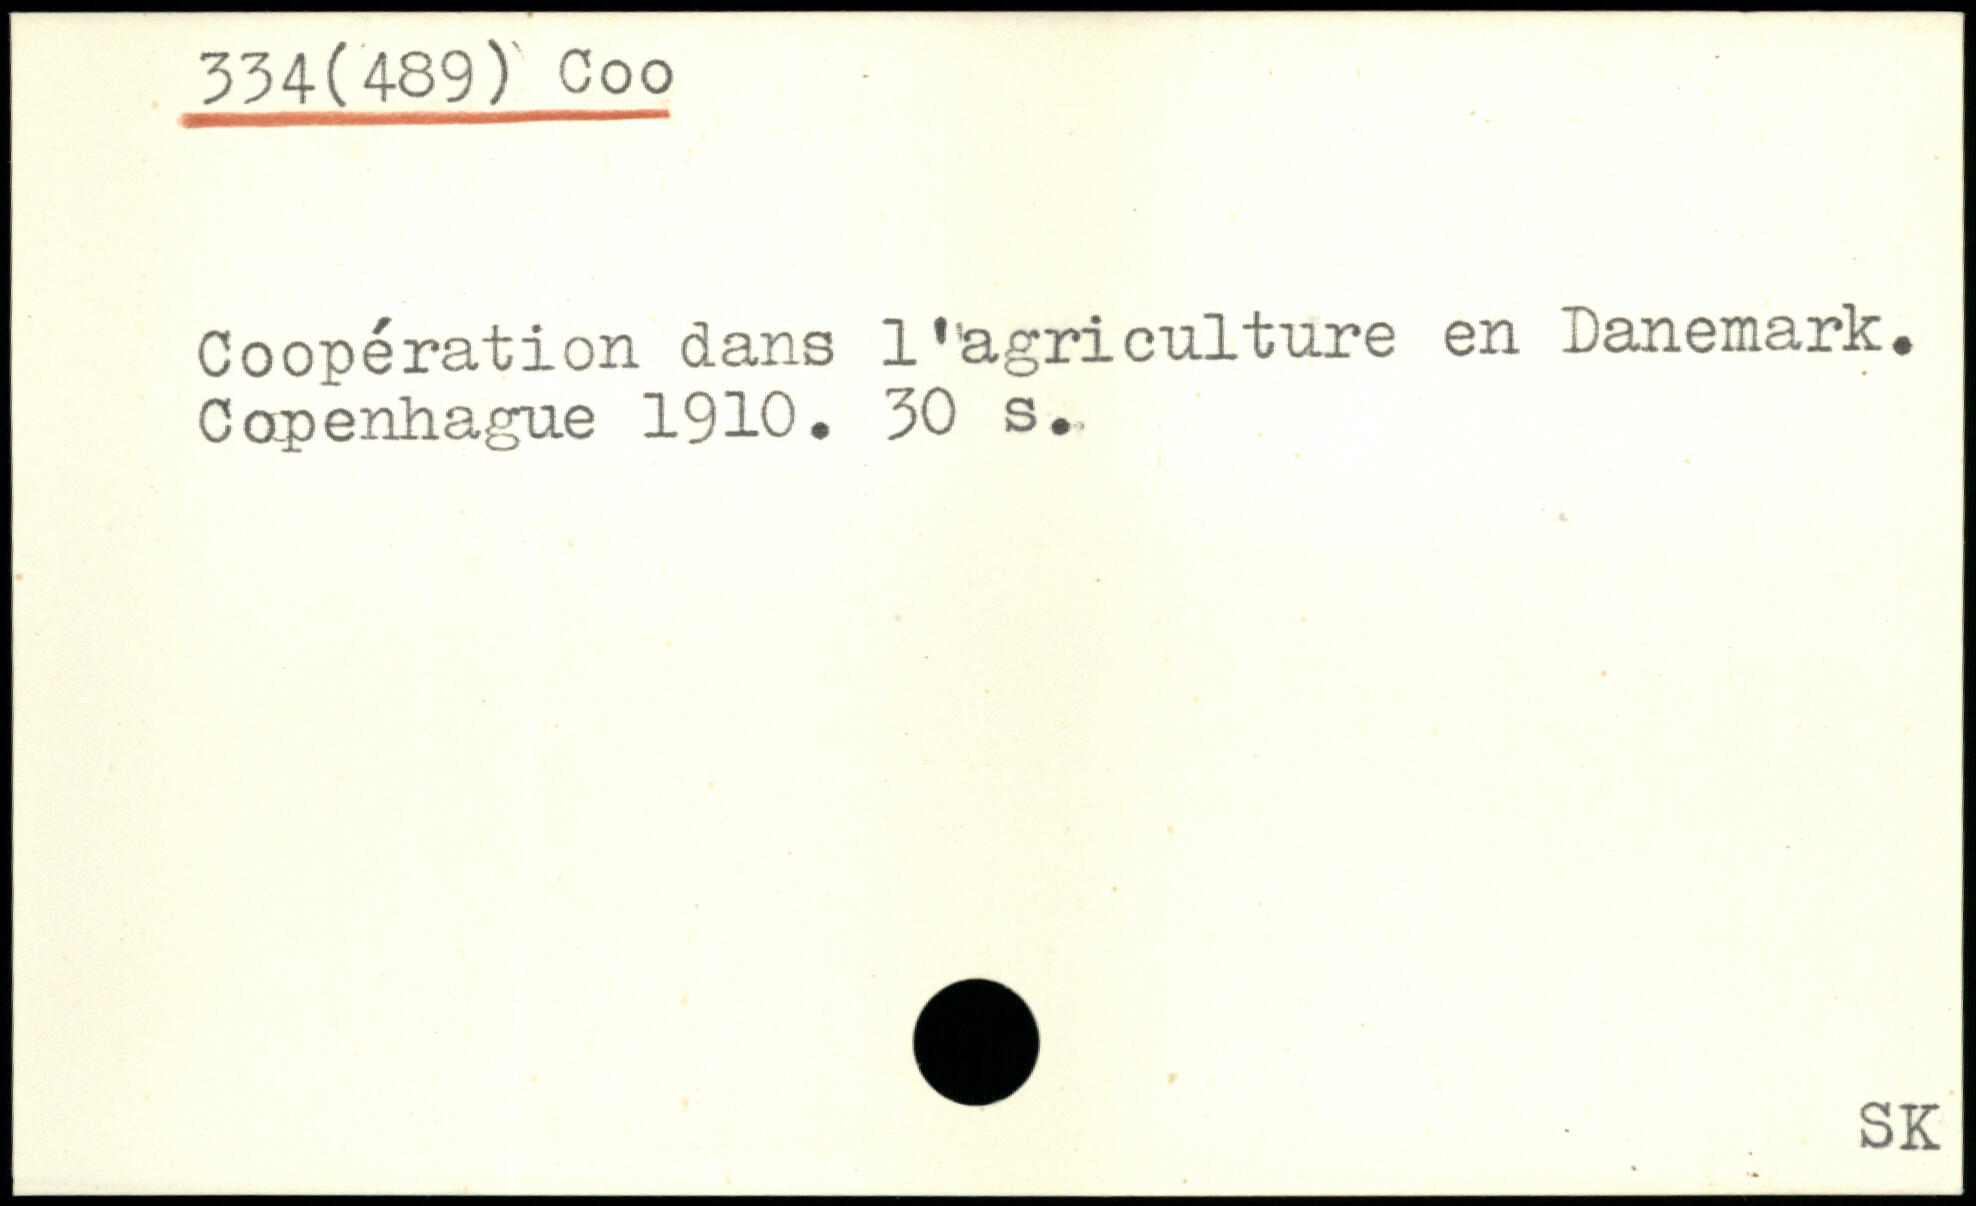 334(489) Coo
Coopération dans l'agriculture en Danemark.
Copenhague 1910. 30 s.
SK